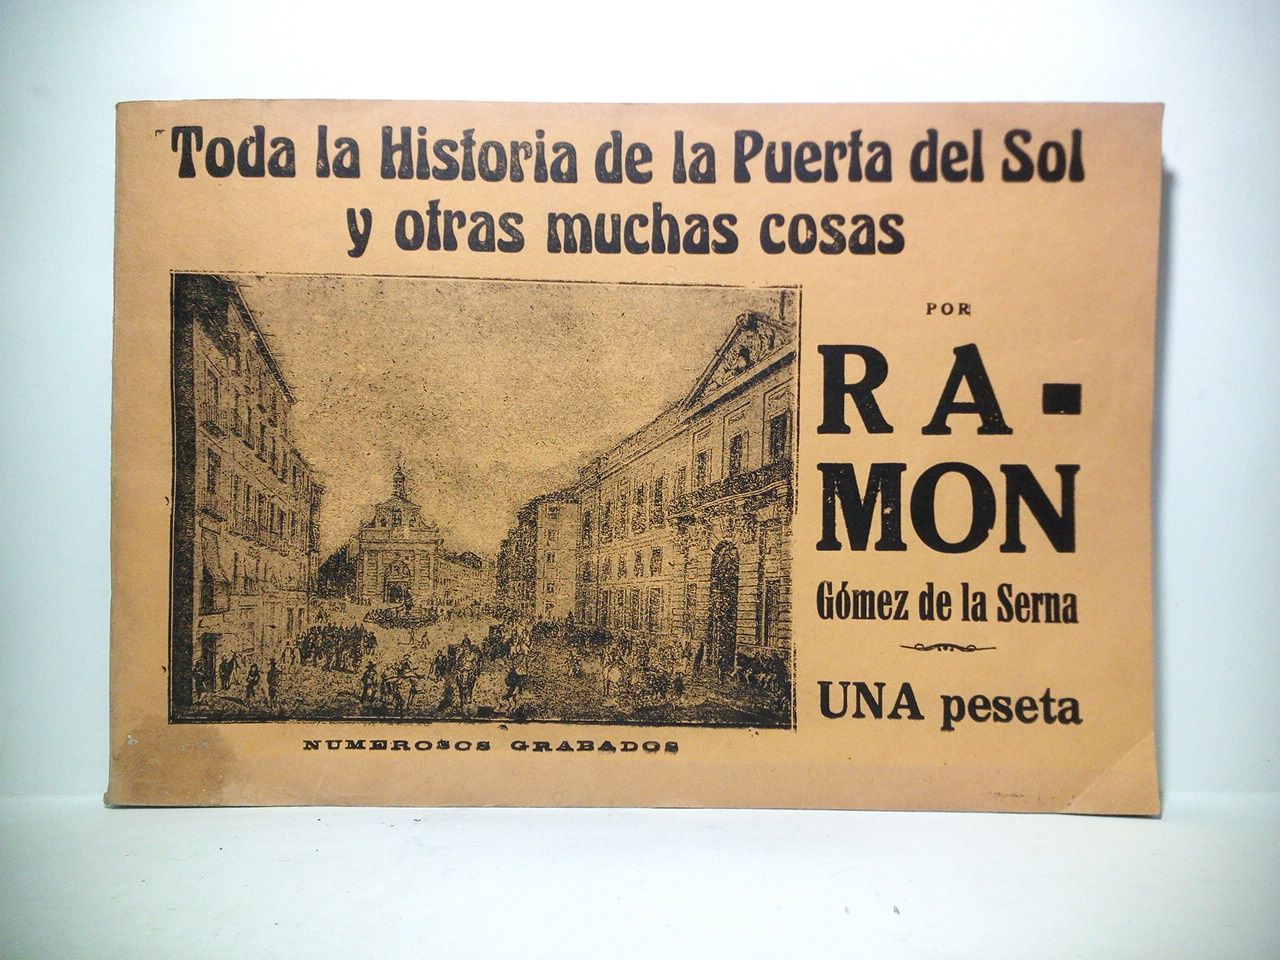 Toda la Historia de la Puerta del Sol
y otras muchas cosas
POR
RA-
MON
Gómez de la Serna
UNA peseta
NUMEROSOS GRABADOS